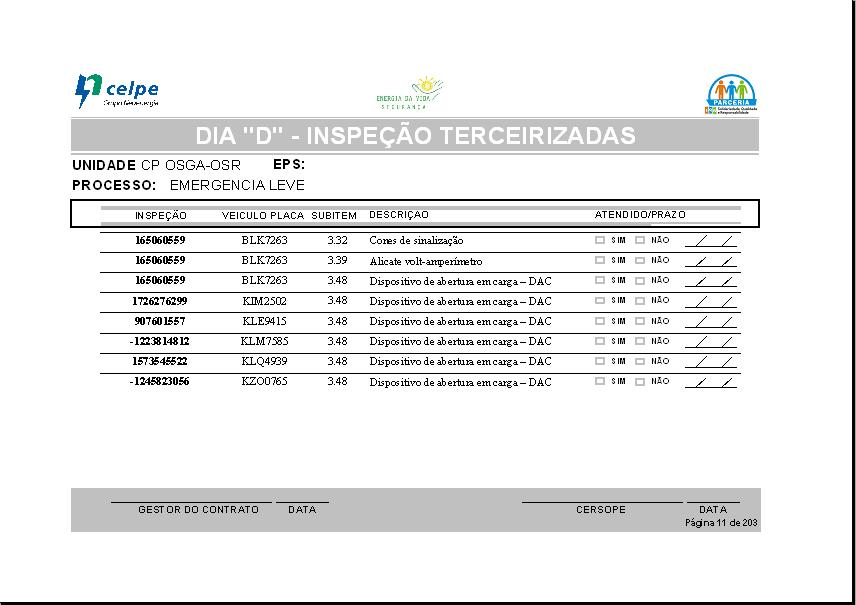 celpe
Grupo Neoenergia
ENERGIA DA VIDA
SEGURANÇA
PARCERIA
Solidariedade, Qualidade
e Responsabilidade
DIA "D" - INSPEÇÃO TERCEIRIZADAS
UNIDADE CP OSGA-OSR EPS:
PROCESSO: EMERGENCIA LEVE
INSPEÇÃO VEICULO PLACA SUBITEM DESCRIÇAO ATENDIDO/PRAZO
165060559 BLK7263 3.32 Cones de sinalização SIM NÃO / /
165060559 BLK7263 3.39 Alicate volt-amperímetro SIM NÃO / /
165060559 BLK7263 3.48 Dispositivo de abertura em carga – DAC SIM NÃO / /
1726276299 KIM2502 3.48 Dispositivo de abertura em carga – DAC SIM NÃO / /
907601557 KLE9415 3.48 Dispositivo de abertura em carga – DAC SIM NÃO / /
-1223814812 KLM7585 3.48 Dispositivo de abertura em carga – DAC SIM NÃO / /
1573545522 KLQ4939 3.48 Dispositivo de abertura em carga – DAC SIM NÃO / /
-1245823056 KZO0765 3.48 Dispositivo de abertura em carga – DAC SIM NÃO / /
GESTOR DO CONTRATO DATA CERSOPE DATA
Página 11 de 203